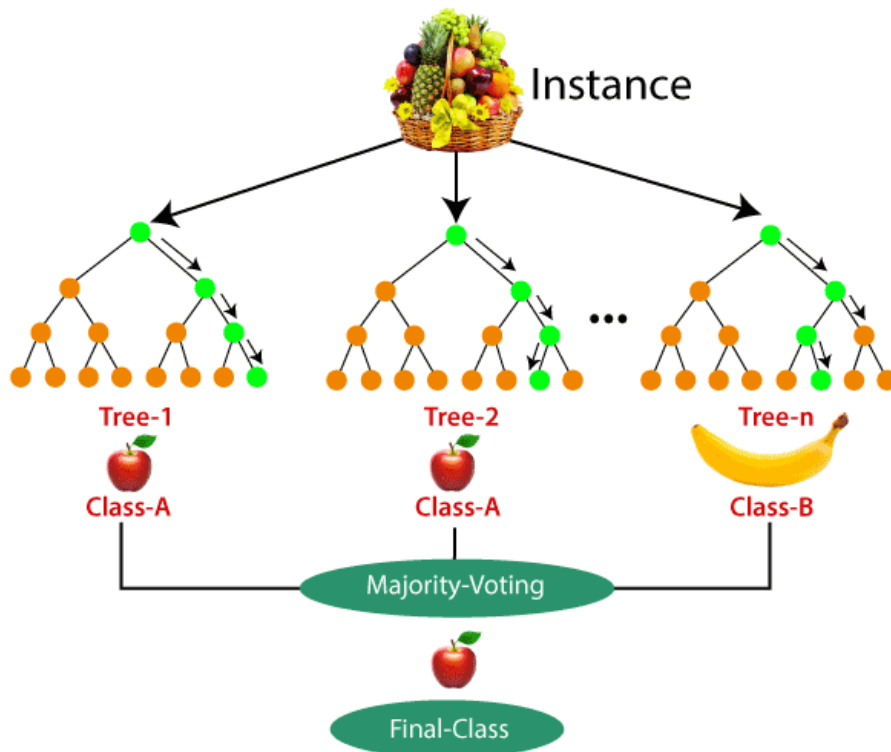 Instance
...
Tree-1
Tree-2
Tree-n
Class-A
Class-A
Class-B
Majority-Voting
Final-Class